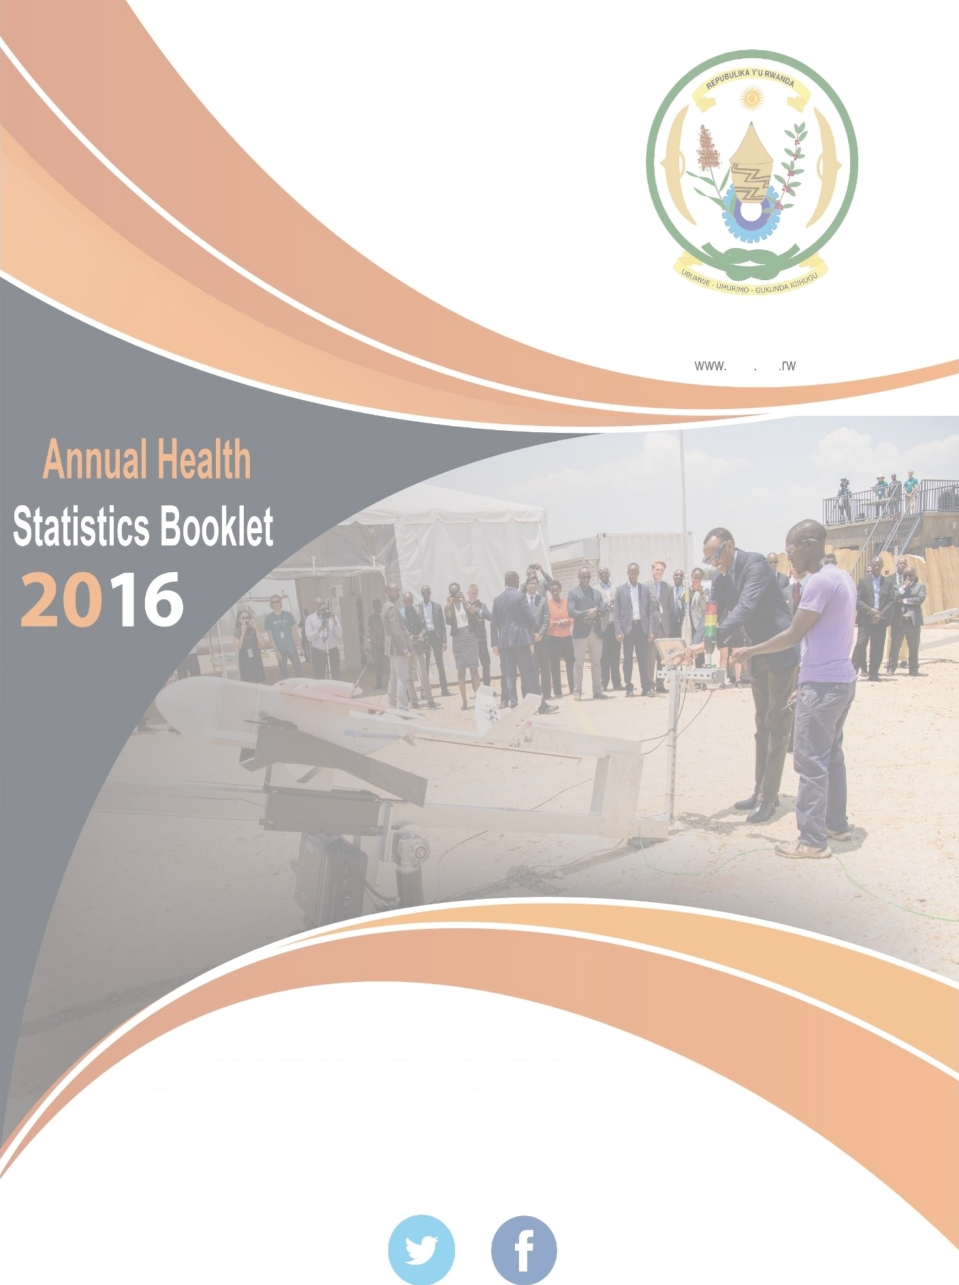 REPUBULIKA Y'U RWANDA
UBUMWE - UMURIMO - GUKUNDA IGIHUGU
www. . .rw
Annual Health
Statistics Booklet
2016